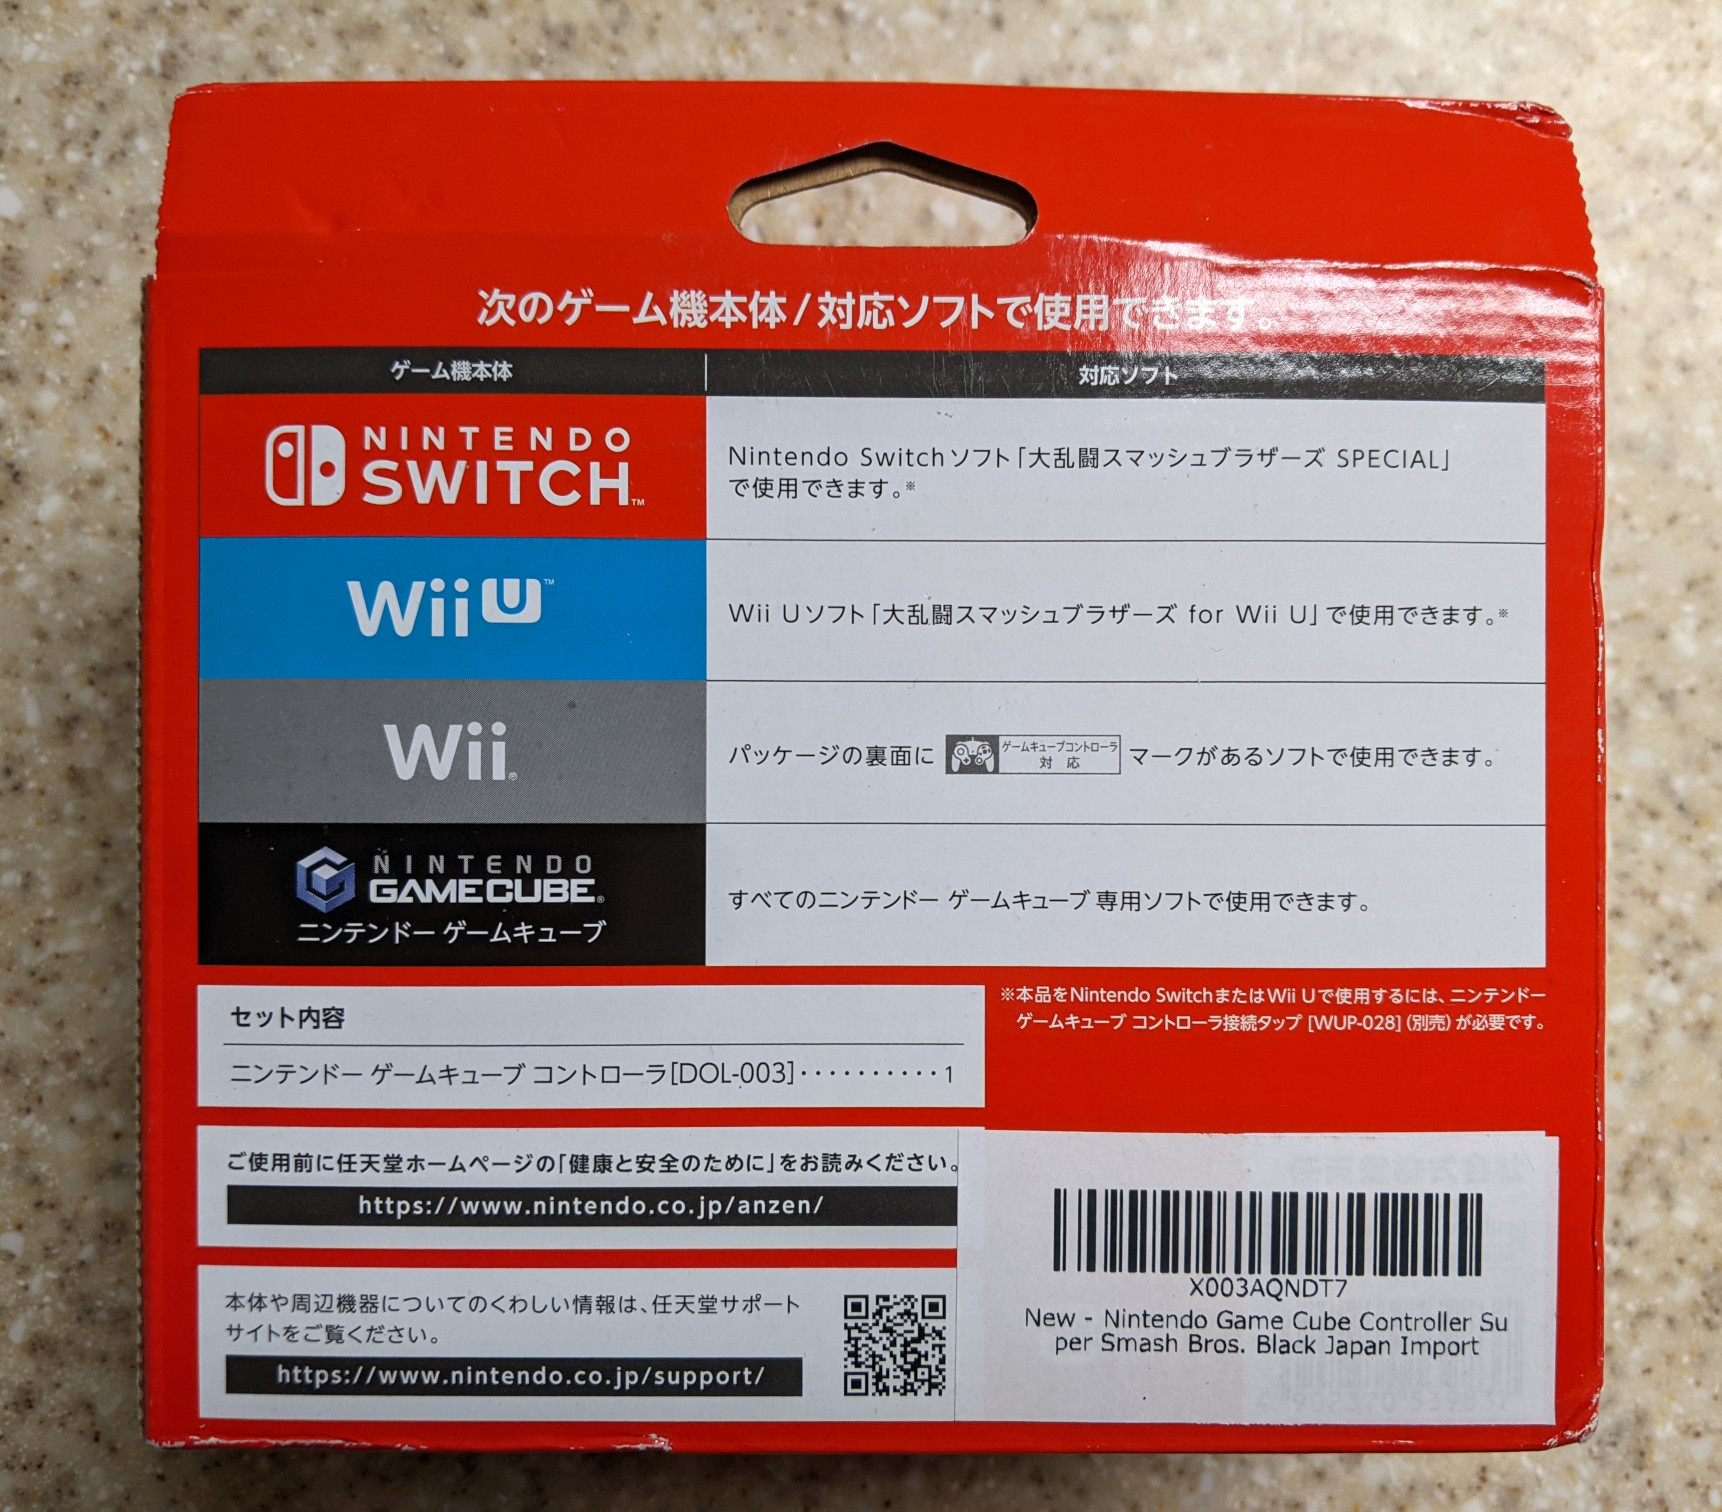 次のゲーム機本体/対応ソフトで使用できます。
ゲーム機本体
対応ソフト
NINTENDO
SWITCH™
Nintendo Switchソフト「大乱闘スマッシュブラザーズ SPECIAL」
で使用できます。※
Wii U™
Wii Uソフト「大乱闘スマッシュブラザーズ for Wii U」で使用できます。※
Wii®
パッケージの裏面に ゲームキューブコントローラ 対応 マークがあるソフトで使用できます。
NINTENDO
GAMECUBE®
ニンテンドー ゲームキューブ
すべてのニンテンドー ゲームキューブ 専用ソフトで使用できます。
※本品をNintendo SwitchまたはWii Uで使用するには、ニンテンドー
ゲームキューブ コントローラ接続タップ [WUP-028] (別売) が必要です。
セット内容
ニンテンドー ゲームキューブ コントローラ[DOL-003]・・・・・・・・・・1
ご使用前に任天堂ホームページの「健康と安全のために」をお読みください。
https://www.nintendo.co.jp/anzen/
本体や周辺機器についてのくわしい情報は、任天堂サポート
サイトをご覧ください。
https://www.nintendo.co.jp/support/
X003AQNDT7
New - Nintendo Game Cube Controller Su
per Smash Bros. Black Japan Import